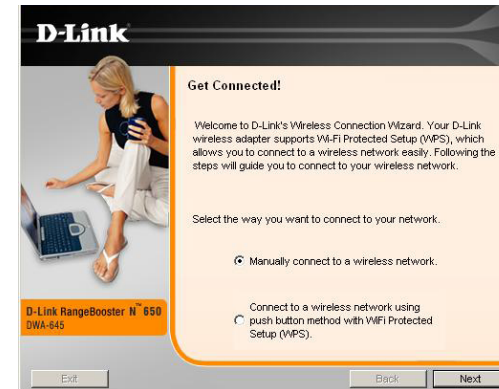 D-Link
Get Connected!
Welcome to D-Link's Wireless Connection Wizard. Your D-Link
wireless adapter supports Wi-Fi Protected Setup (WPS), which
allows you to connect to a wireless network easily. Following the
steps will guide you to connect to your wireless network.
Select the way you want to connect to your network.
Manually connect to a wireless network.
Connect to a wireless network using
push button method with WiFi Protected
Setup (WPS).
D-Link RangeBooster N™ 650
DWA-645
Exit
Back
Next